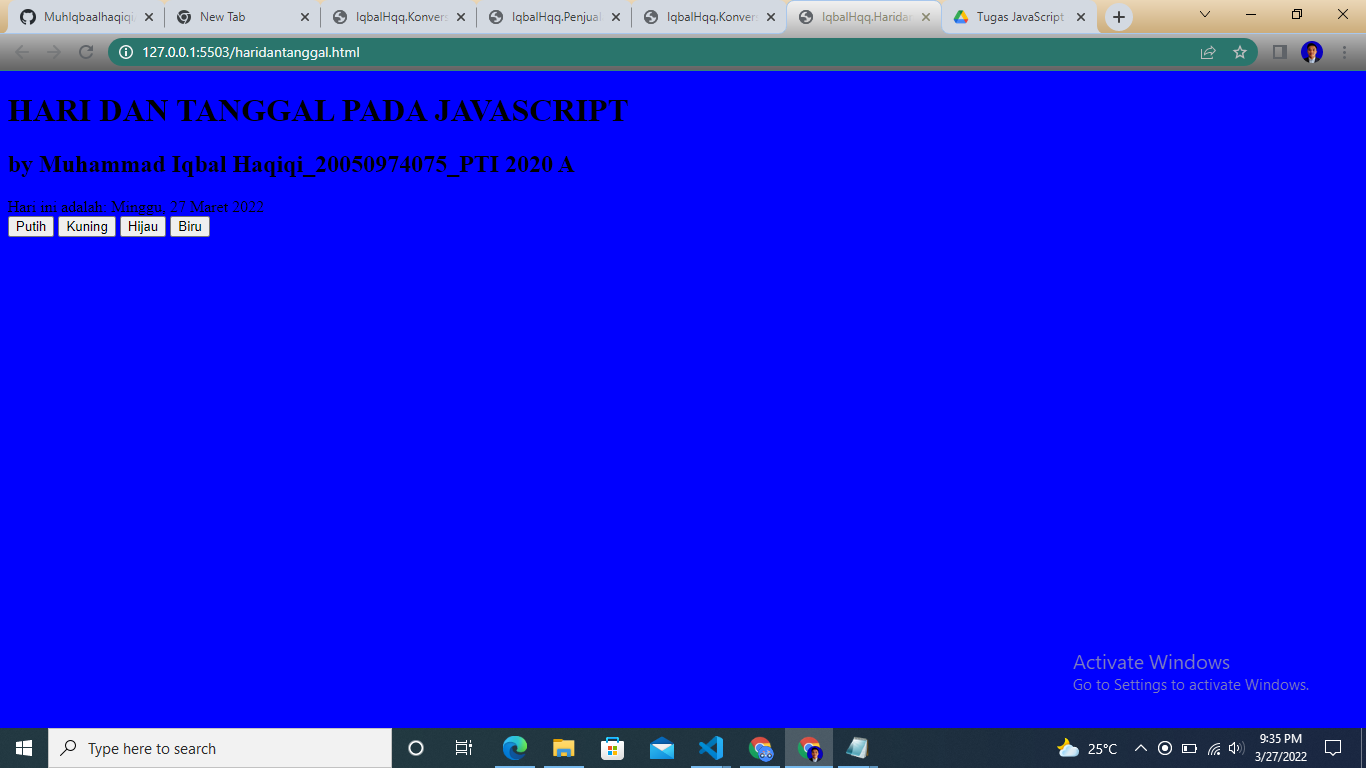 MuhIqbaalhaqiqi
New Tab
IqbalHqq.Konvers
IqbalHqq.Penjual
IqbalHqq.Konvers
IqbalHqq.Haridan
Tugas JavaScript
127.0.0.1:5503/haridantanggal.html
HARI DAN TANGGAL PADA JAVASCRIPT
by Muhammad Iqbal Haqiqi_20050974075_PTI 2020 A
Hari ini adalah: Minggu, 27 Maret 2022
Putih Kuning Hijau Biru
Activate Windows
Go to Settings to activate Windows.
Type here to search
25°C
9:35 PM
3/27/2022